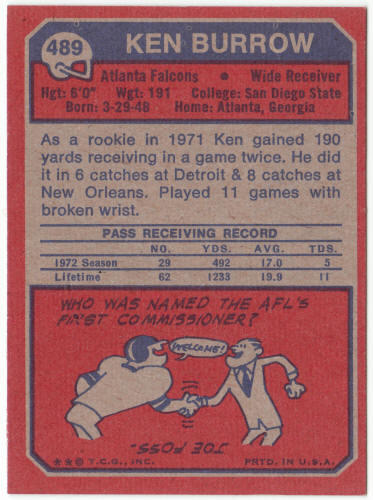 489 KEN BURROW
Atlanta Falcons • Wide Receiver
Hgt: 6'0" Wgt: 191 College: San Diego State
Born: 3-29-48 Home: Atlanta, Georgia
As a rookie in 1971 Ken gained 190
yards receiving in a game twice. He did
it in 6 catches at Detroit & 8 catches at
New Orleans. Played 11 games with
broken wrist.
PASS RECEIVING RECORD
NO. YDS. AVG. TDS.
1972 Season 29 492 17.0 5
Lifetime 62 1233 19.9 11
WHO WAS NAMED THE AFL'S
FIRST COMMISSIONER?
WELCOME!
JOE FOSS.
**© T.C.G., INC. PRTD. IN U.S.A.